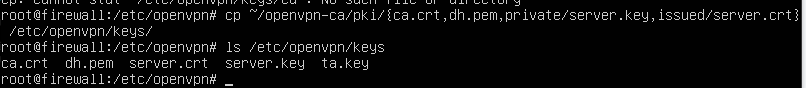 cp: cannot stat '/etc/openvpn/keys/ca': No such file or directory
root@firewall:/etc/openvpn# cp ~/openvpn-ca/pki/{ca.crt,dh.pem,private/server.key,issued/server.crt}
/etc/openvpn/keys/
root@firewall:/etc/openvpn# ls /etc/openvpn/keys
ca.crt dh.pem server.crt server.key ta.key
root@firewall:/etc/openvpn# _